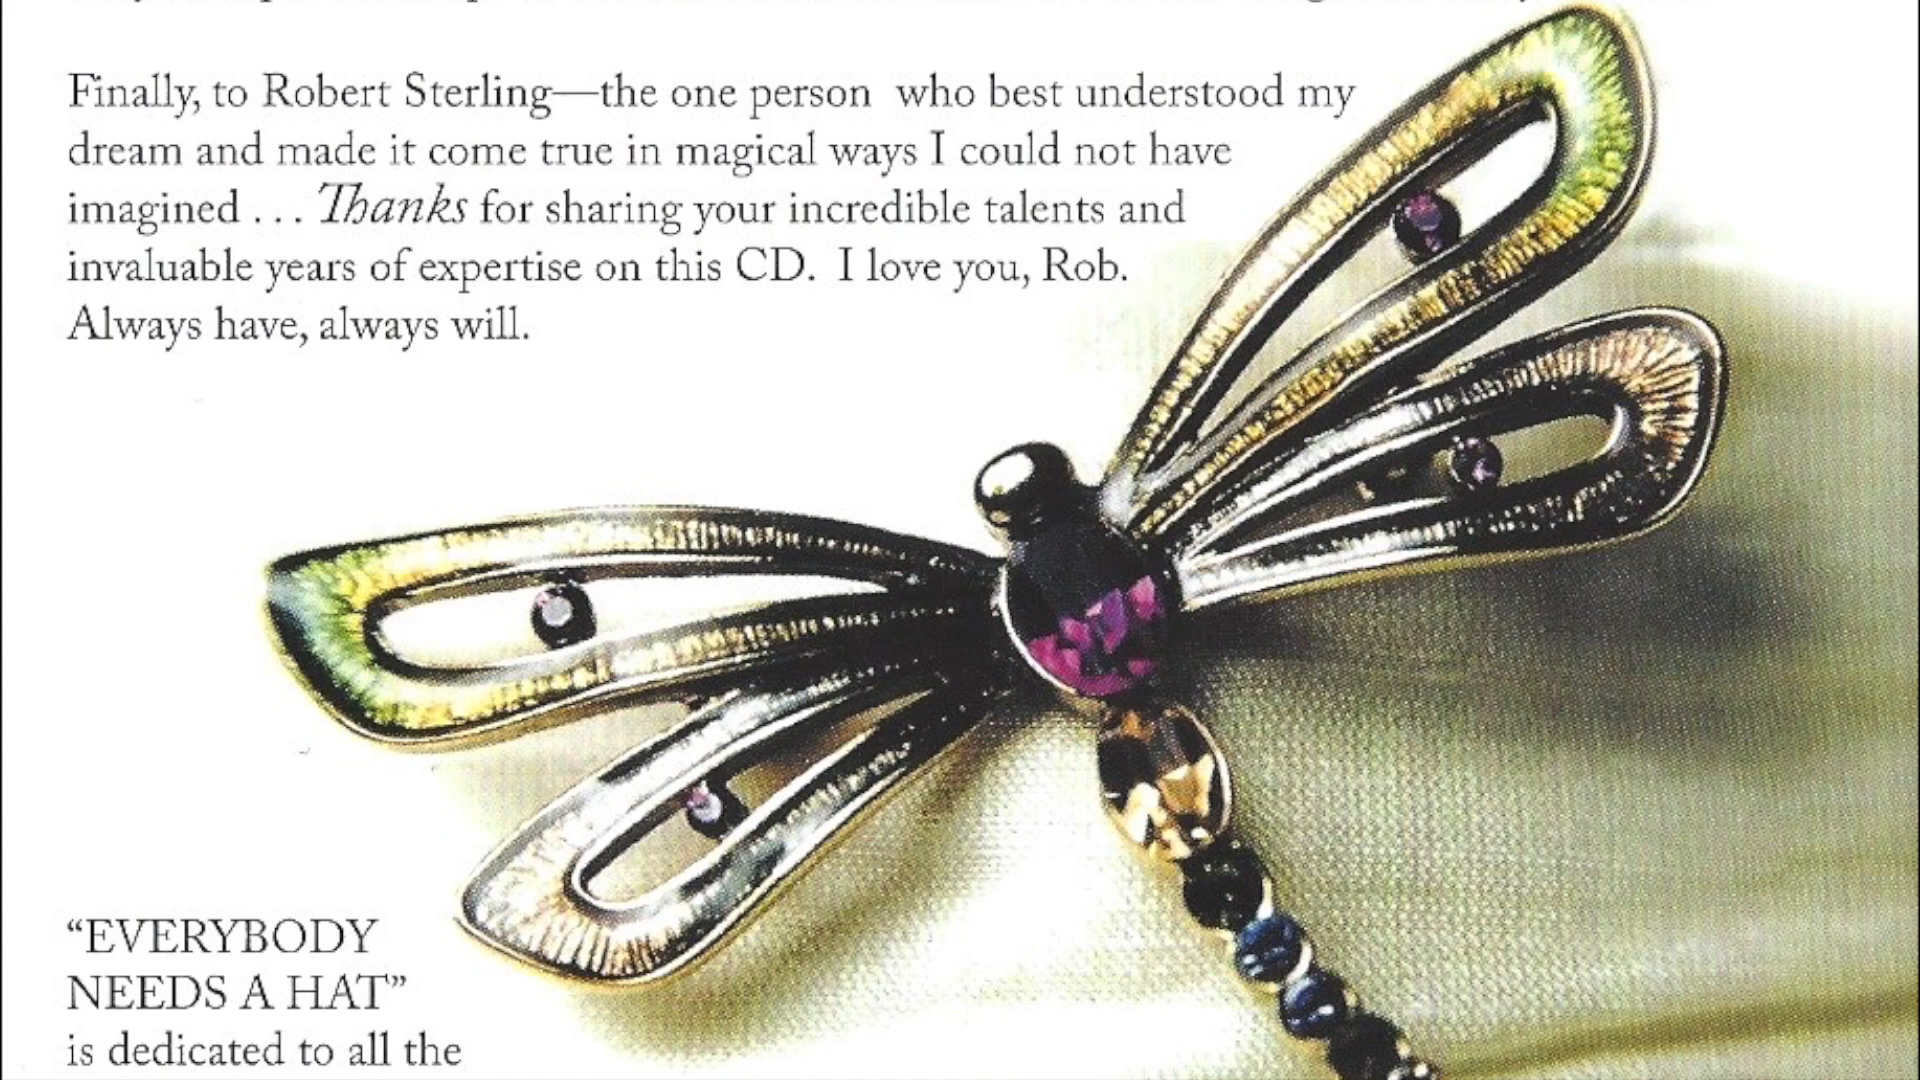 Finally, to Robert Sterling—the one person who best understood my
dream and made it come true in magical ways I could not have
imagined . . . Thanks for sharing your incredible talents and
invaluable years of expertise on this CD. I love you, Rob.
Always have, always will.
“EVERYBODY
NEEDS A HAT”
is dedicated to all the